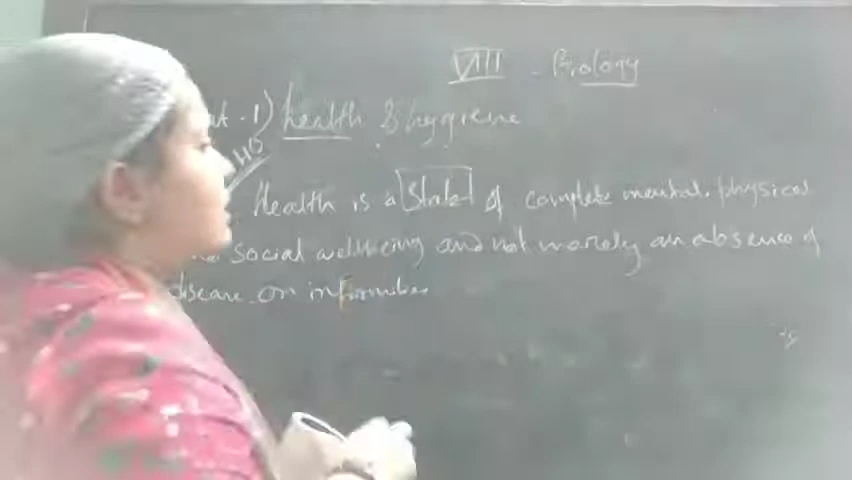 VIII - Biology
1) health & hygiene
HO
Health is a state of complete mental, physical
social wellbeing and not merely an absence of
disease or infirmities